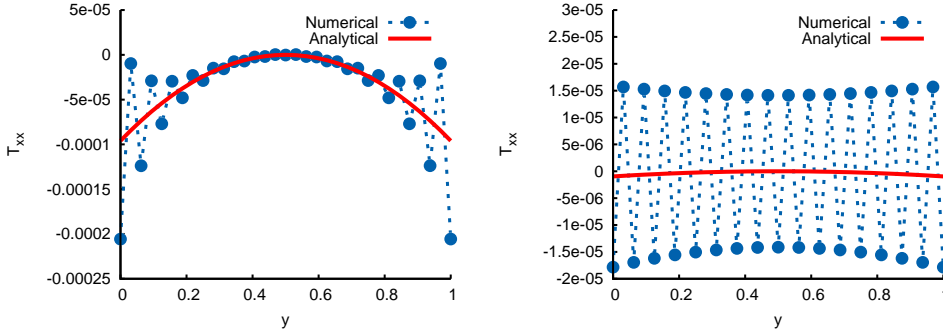 5e-05
0
-5e-05
-0.0001
-0.00015
-0.0002
-0.00025
0 0.2 0.4 0.6 0.8 1
T_xx
y
Numerical
Analytical
3e-05
2.5e-05
2e-05
1.5e-05
1e-05
5e-06
0
-5e-06
-1e-05
-1.5e-05
-2e-05
0 0.2 0.4 0.6 0.8 1
T_xx
y
Numerical
Analytical